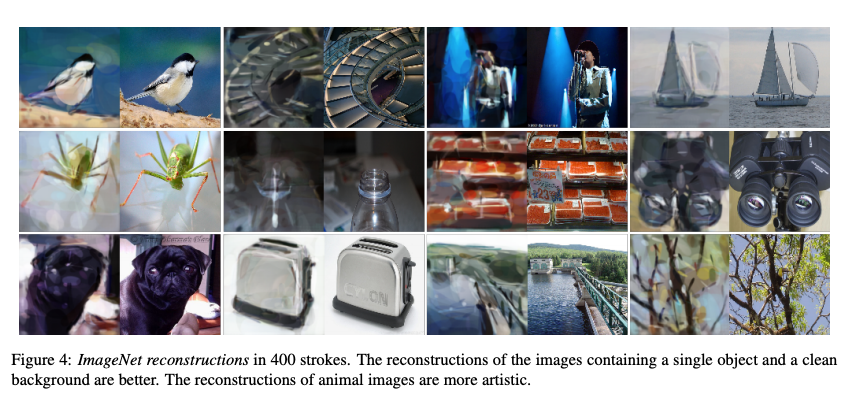 Figure 4: ImageNet reconstructions in 400 strokes. The reconstructions of the images containing a single object and a clean
background are better. The reconstructions of animal images are more artistic.